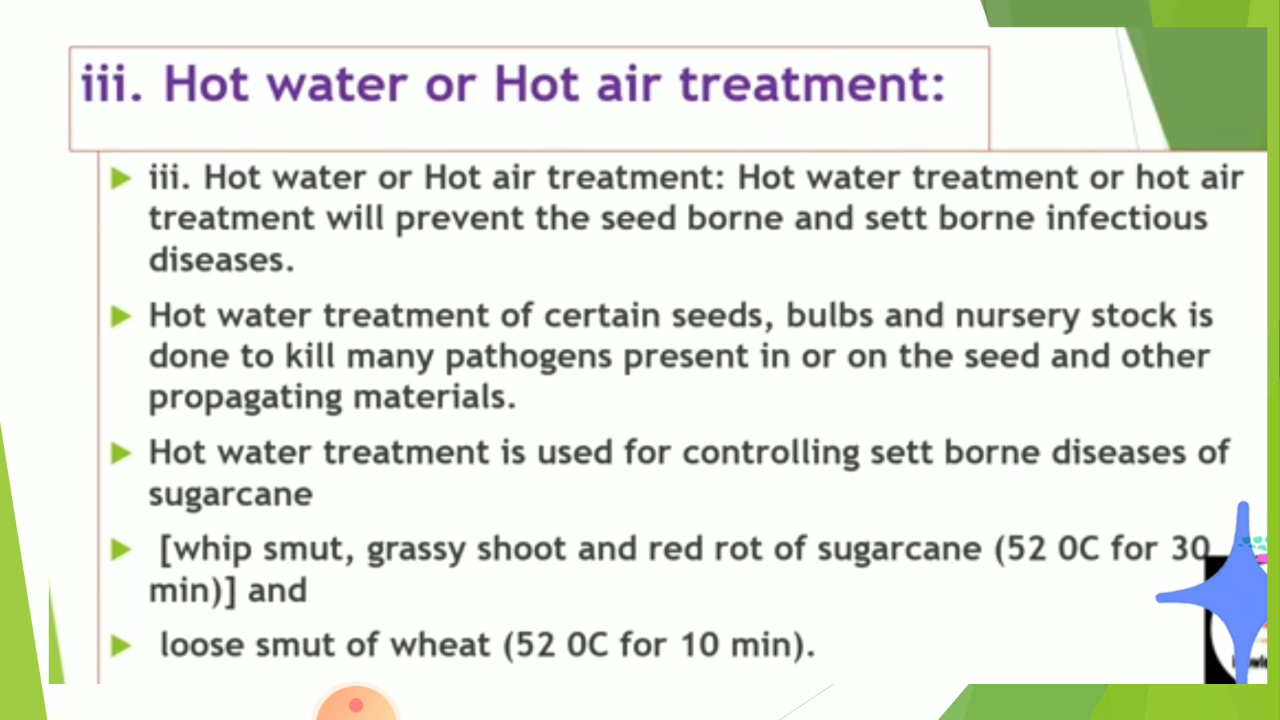 iii. Hot water or Hot air treatment:
iii. Hot water or Hot air treatment: Hot water treatment or hot air
treatment will prevent the seed borne and sett borne infectious
diseases.
Hot water treatment of certain seeds, bulbs and nursery stock is
done to kill many pathogens present in or on the seed and other
propagating materials.
Hot water treatment is used for controlling sett borne diseases of
sugarcane
[whip smut, grassy shoot and red rot of sugarcane (52 0C for 30
min)] and
loose smut of wheat (52 0C for 10 min).